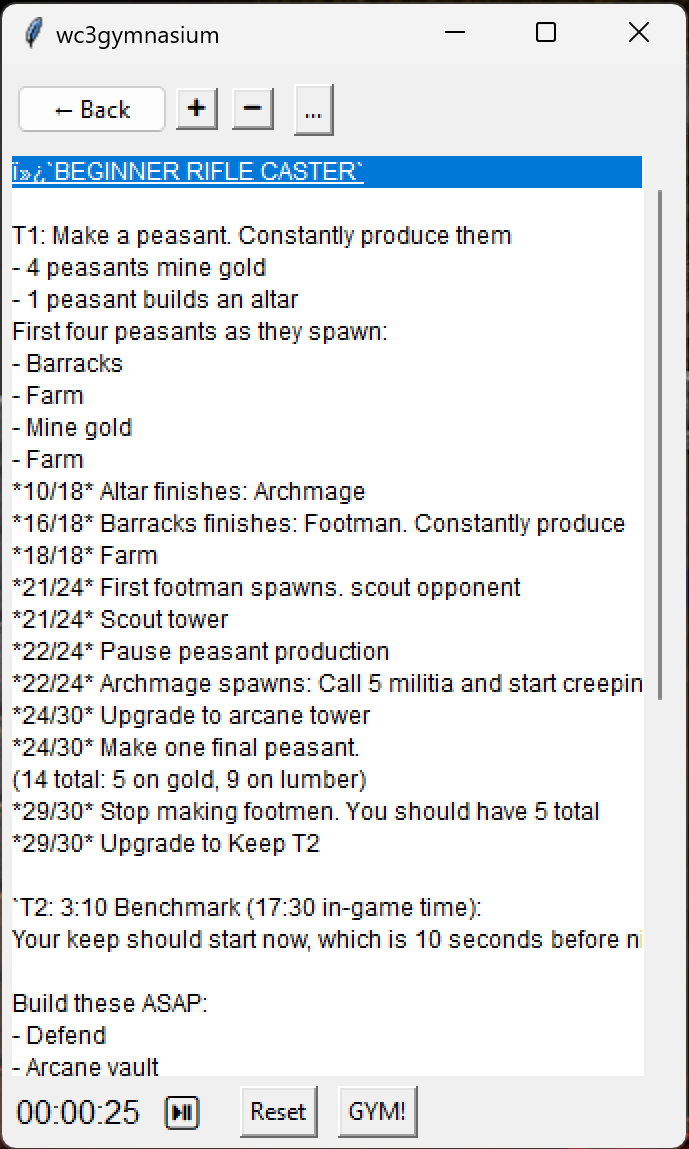 wc3gymnasium
← Back + − ...
ï»¿`BEGINNER RIFLE CASTER`
T1: Make a peasant. Constantly produce them
- 4 peasants mine gold
- 1 peasant builds an altar
First four peasants as they spawn:
- Barracks
- Farm
- Mine gold
- Farm
*10/18* Altar finishes: Archmage
*16/18* Barracks finishes: Footman. Constantly produce
*18/18* Farm
*21/24* First footman spawns. scout opponent
*21/24* Scout tower
*22/24* Pause peasant production
*22/24* Archmage spawns: Call 5 militia and start creepin
*24/30* Upgrade to arcane tower
*24/30* Make one final peasant.
(14 total: 5 on gold, 9 on lumber)
*29/30* Stop making footmen. You should have 5 total
*29/30* Upgrade to Keep T2
`T2: 3:10 Benchmark (17:30 in-game time):
Your keep should start now, which is 10 seconds before ni
Build these ASAP:
- Defend
- Arcane vault
00:00:25 Reset GYM!